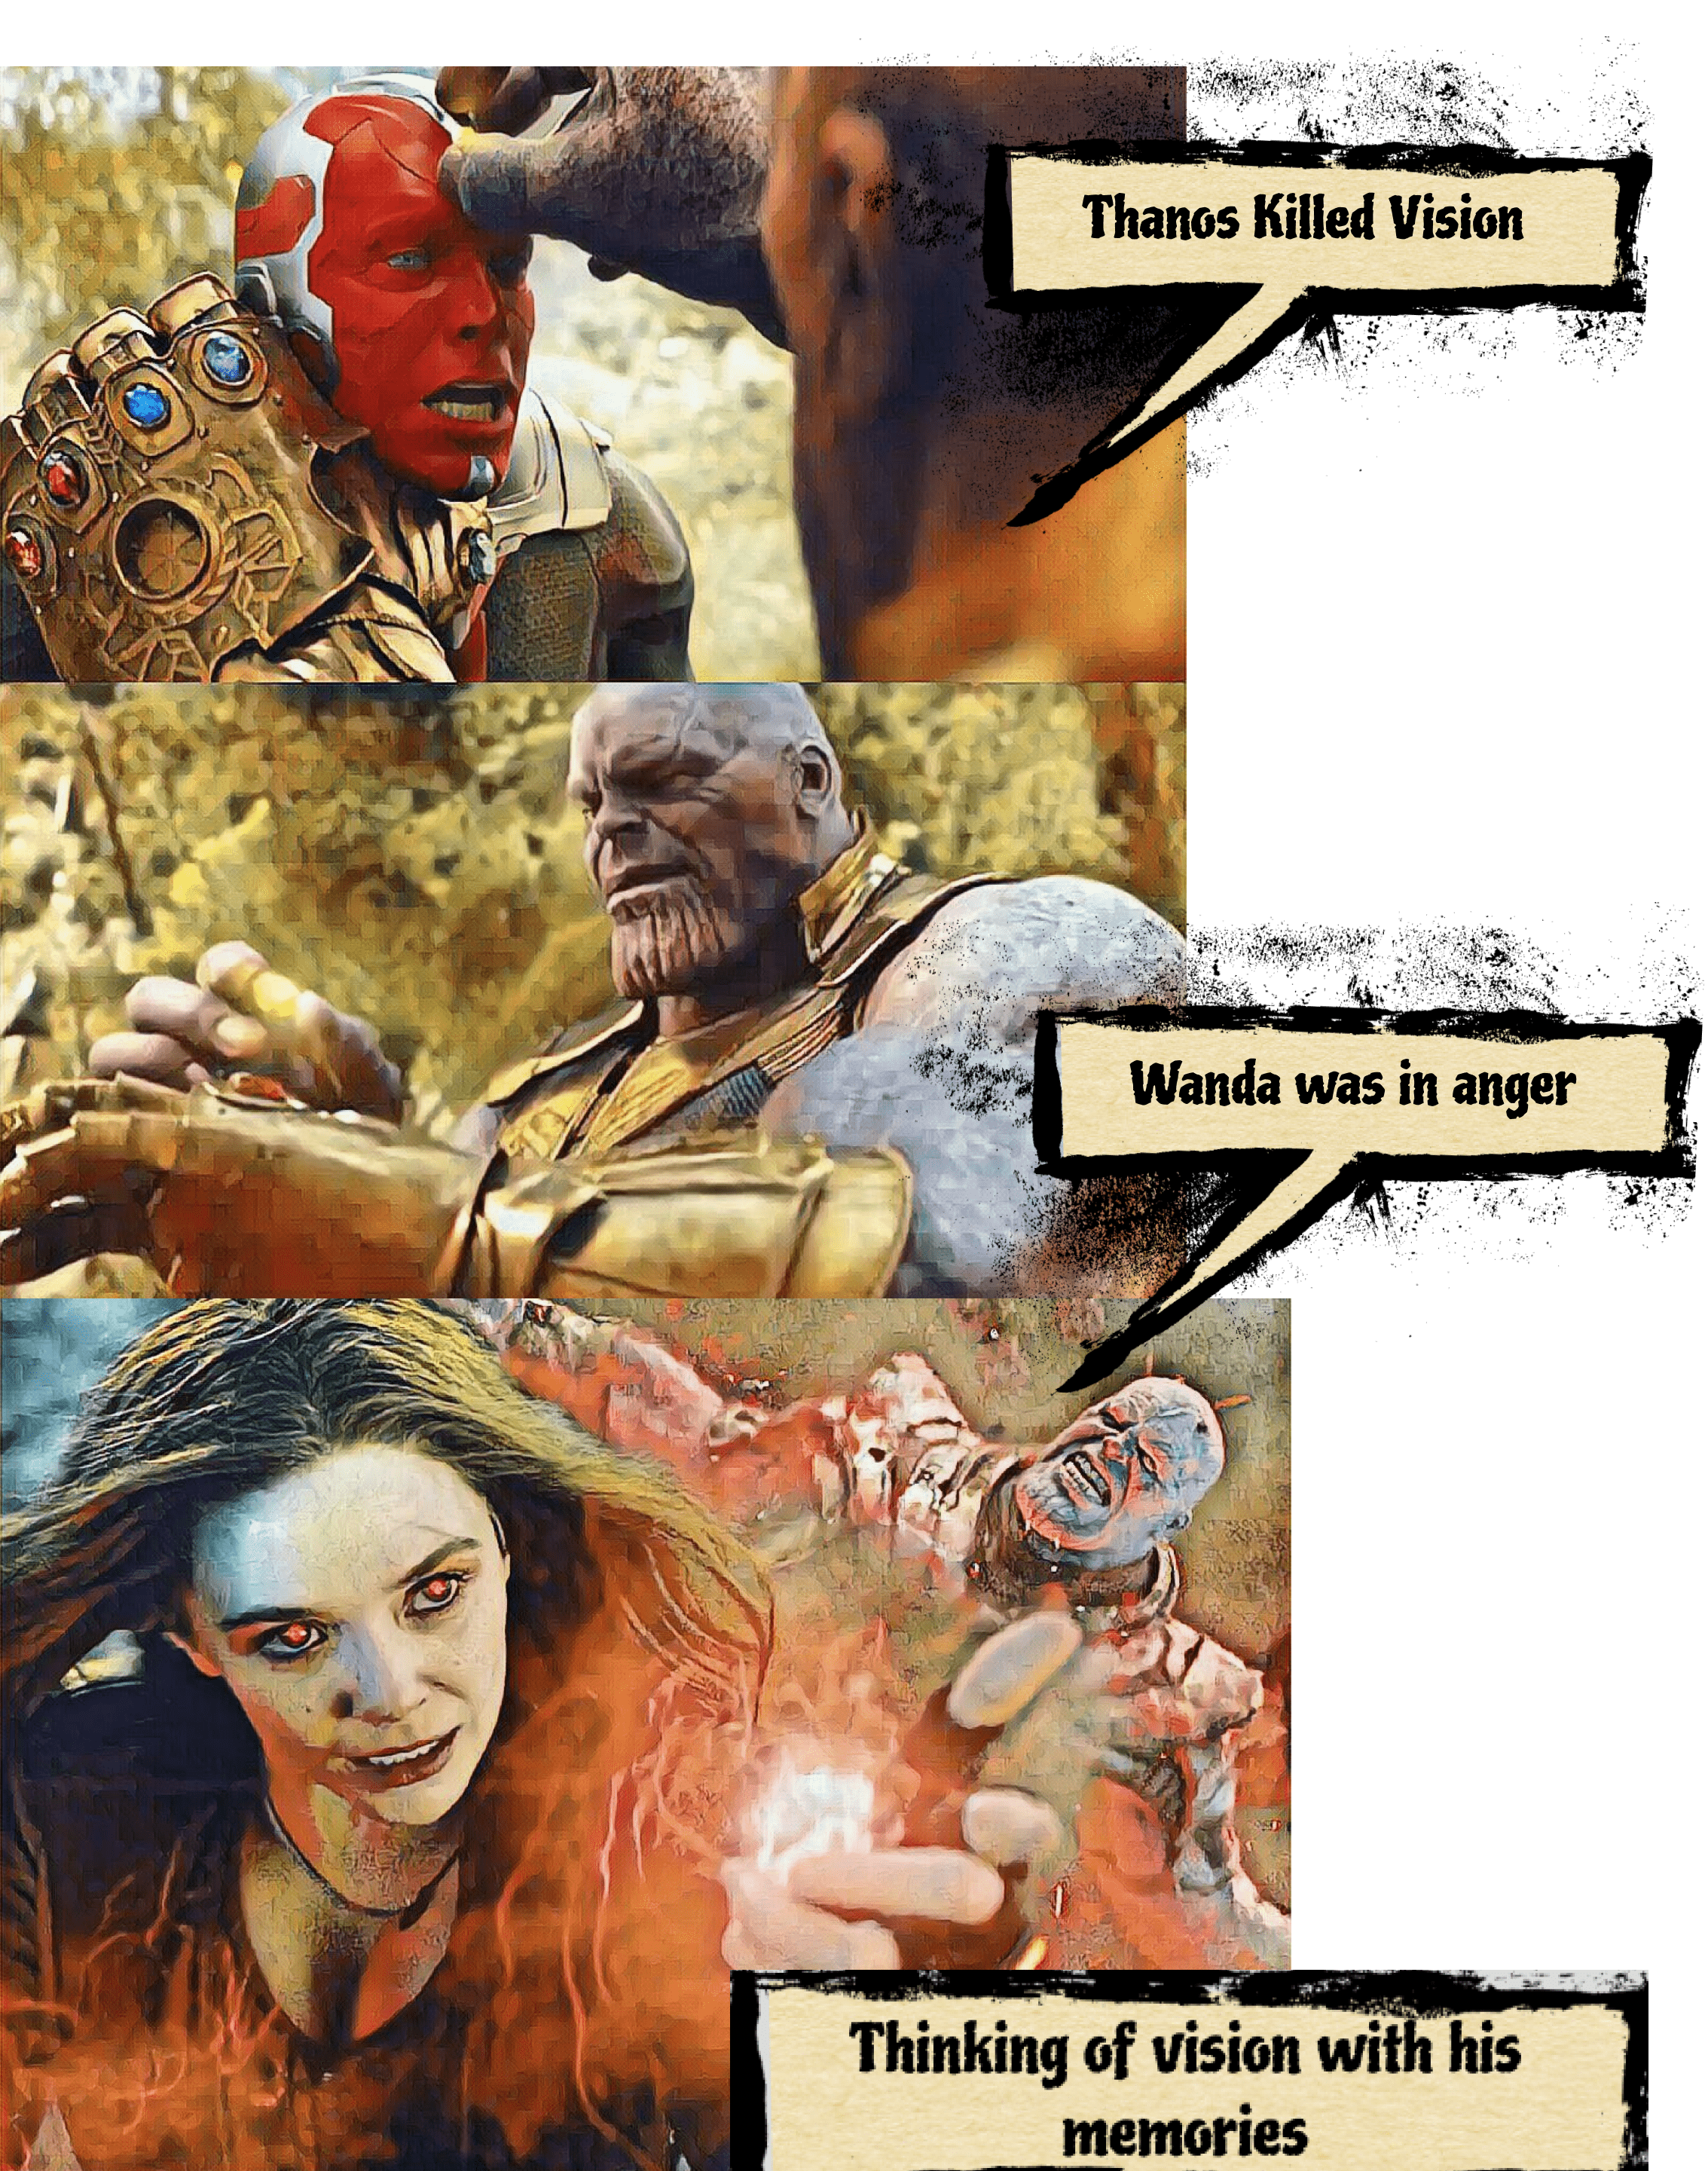 Thanos Killed Vision
Wanda was in anger
Thinking of vision with his
memories